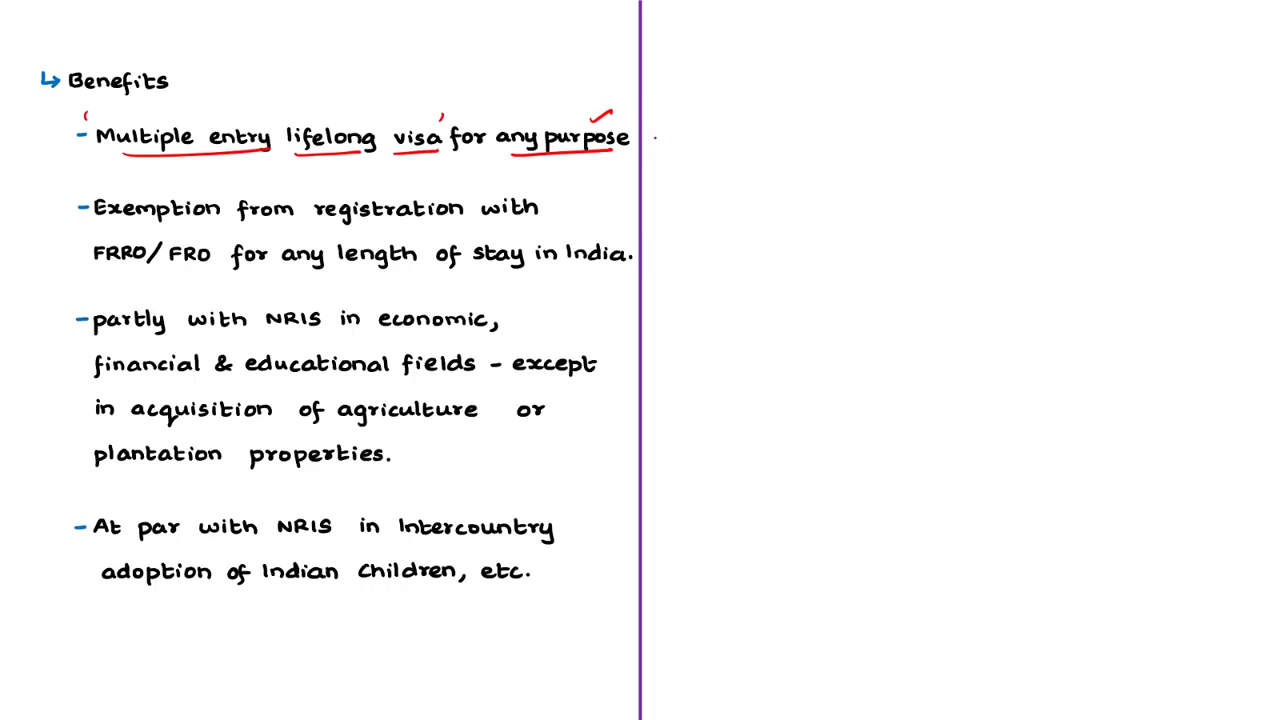 ↳ Benefits
- Multiple entry lifelong visa for any purpose
- Exemption from registration with
FRRO/FRO for any length of stay in India.
- partly with NRIS in economic,
financial & educational fields - except
in acquisition of agriculture or
plantation properties.
- At par with NRIS in Intercountry
adoption of Indian Children, etc.